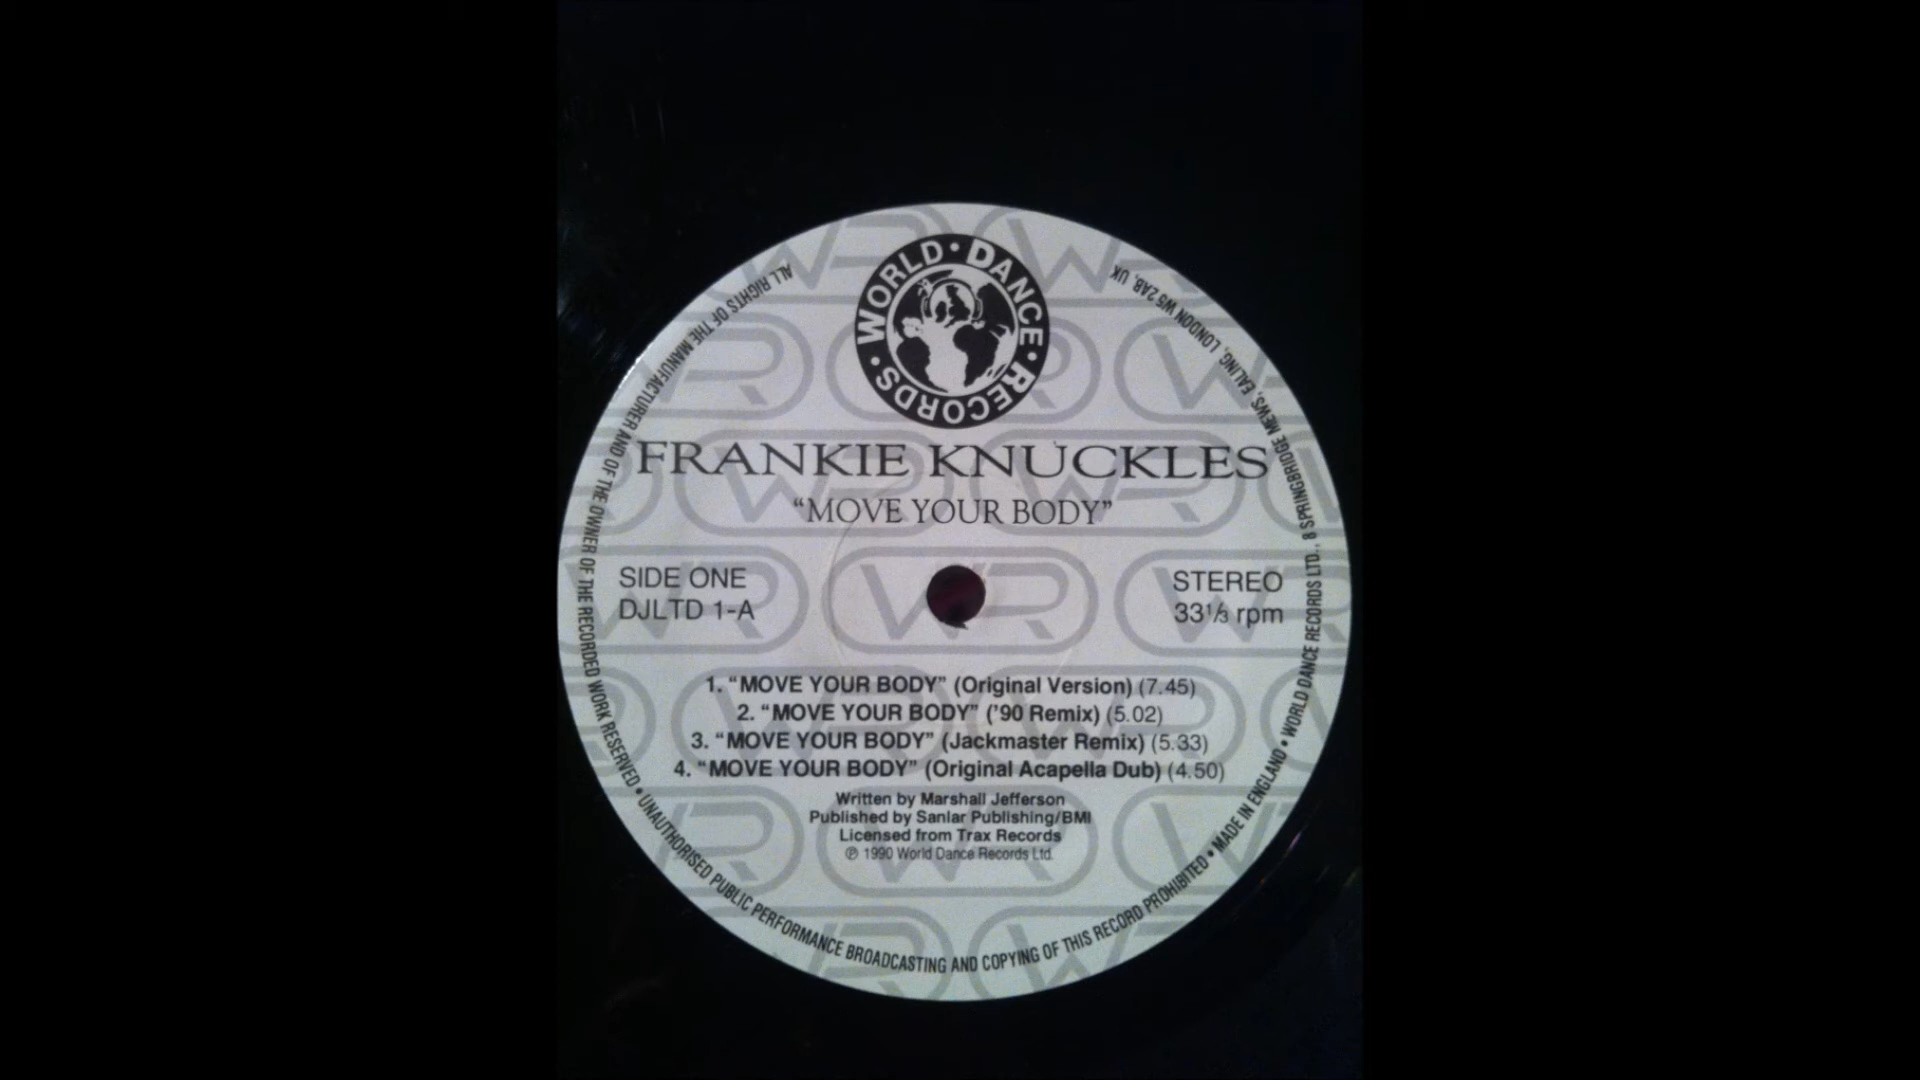 WORLD • DANCE • RECORDS •
FRANKIE KNUCKLES
“MOVE YOUR BODY”
SIDE ONE
DJLTD 1-A
STEREO
33⅓ rpm
1. “MOVE YOUR BODY” (Original Version) (7.45)
2. “MOVE YOUR BODY” (’90 Remix) (5.02)
3. “MOVE YOUR BODY” (Jackmaster Remix) (5.33)
4. “MOVE YOUR BODY” (Original Acapella Dub) (4.50)
Written by Marshall Jefferson
Published by Sanlar Publishing/BMI
Licensed from Trax Records
℗ 1990 World Dance Records Ltd.
ALL RIGHTS OF THE MANUFACTURER AND OF THE OWNER OF THE RECORDED WORK RESERVED • UNAUTHORISED PUBLIC PERFORMANCE BROADCASTING AND COPYING OF THIS RECORD PROHIBITED • MADE IN ENGLAND • WORLD DANCE RECORDS LTD., 8 SPRINGBRIDGE MEWS, EALING, LONDON W5 2AB, UK